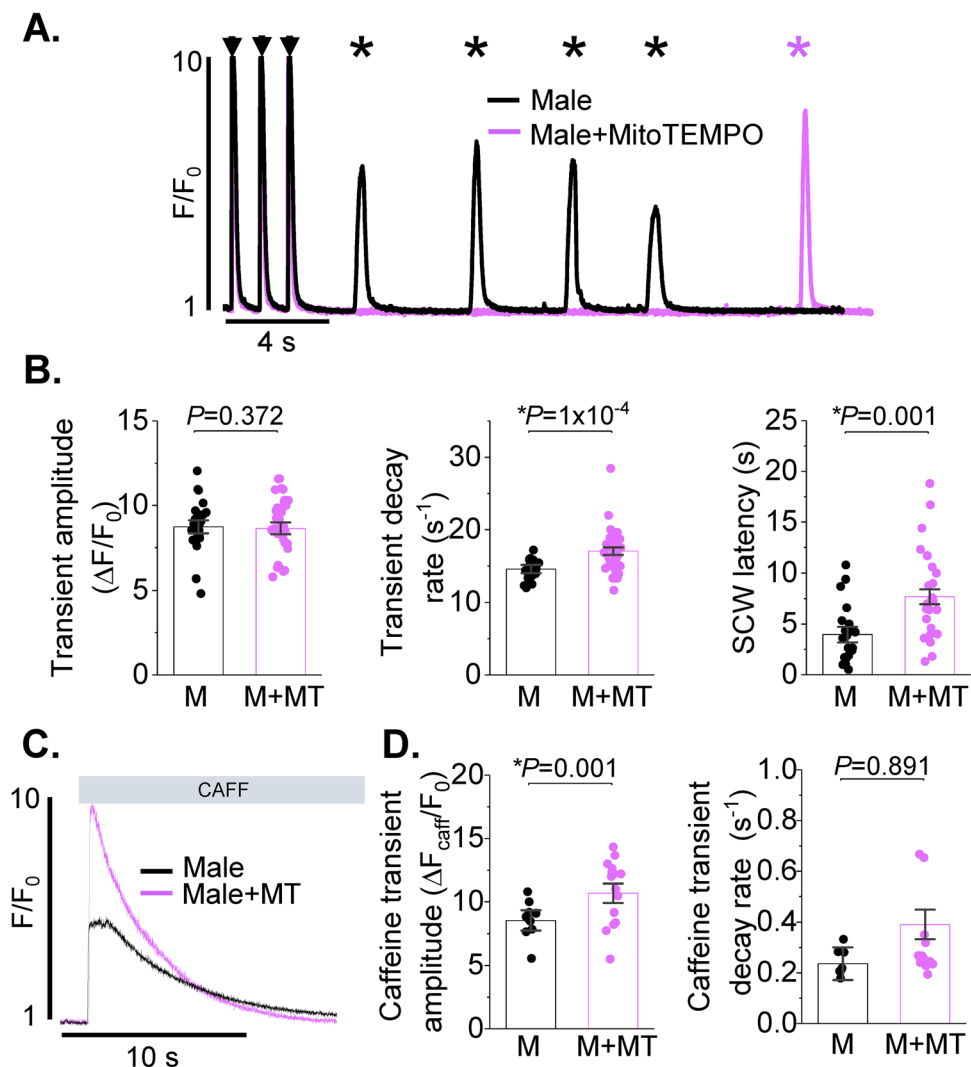 A.
* * * * *
10
F/F0
1
Male
Male+MitoTEMPO
4 s
B.
Transient amplitude
(ΔF/F0)
15
10
5
0
P=0.372
M M+MT
Transient decay
rate (s-1)
30
20
10
0
*P=1x10-4
M M+MT
SCW latency (s)
25
20
15
10
5
0
*P=0.001
M M+MT
C.
CAFF
10
F/F0
1
Male
Male+MT
10 s
D.
Caffeine transient
amplitude (ΔFcaff/F0)
20
15
10
5
0
*P=0.001
M M+MT
Caffeine transient
decay rate (s-1)
1.0
0.8
0.6
0.4
0.2
0.0
P=0.891
M M+MT